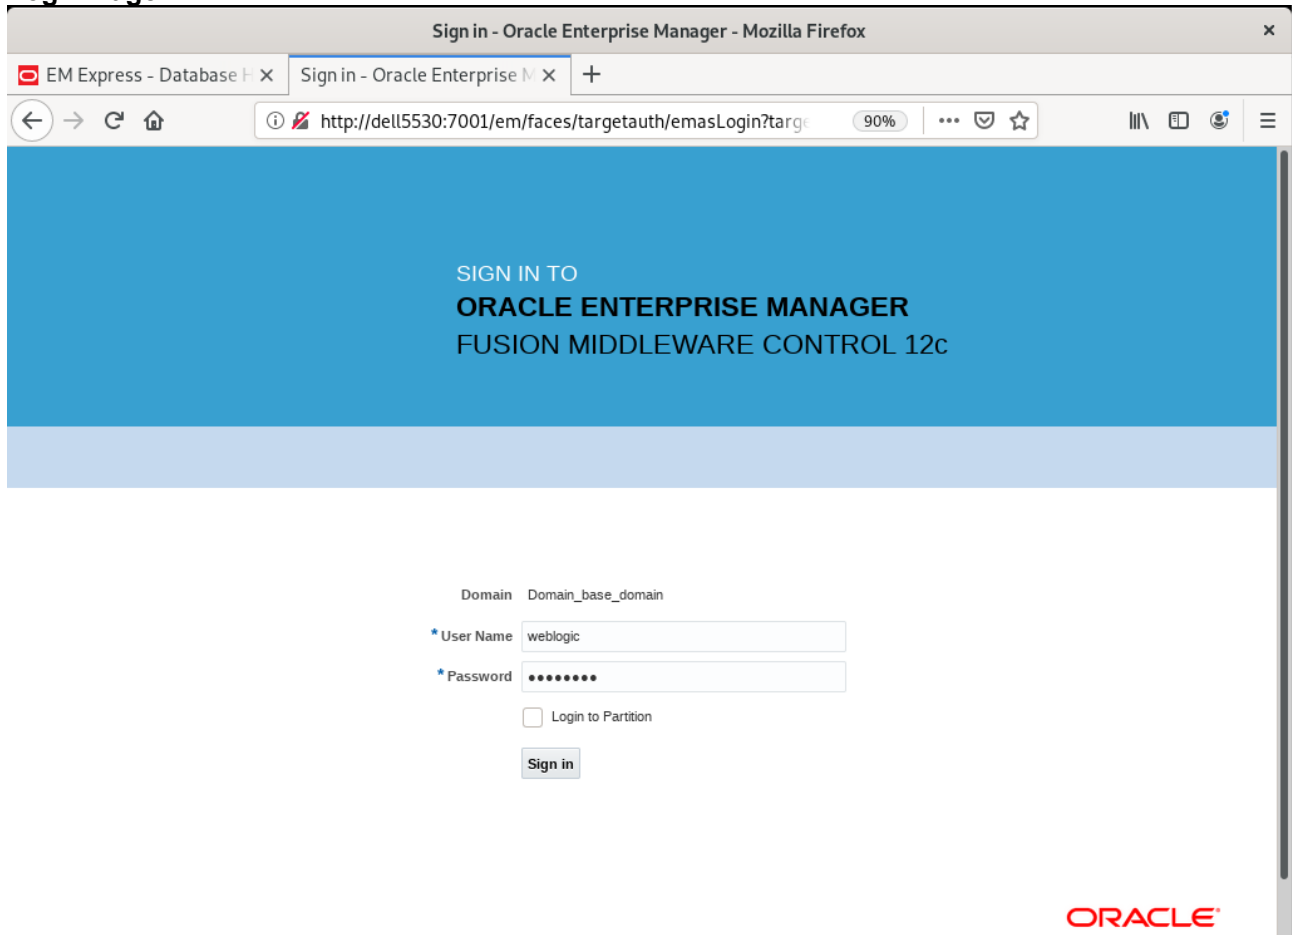 Sign in - Oracle Enterprise Manager - Mozilla Firefox
EM Express - Database H
Sign in - Oracle Enterprise M
http://dell5530:7001/em/faces/targetauth/emasLogin?targe
90%
SIGN IN TO
ORACLE ENTERPRISE MANAGER
FUSION MIDDLEWARE CONTROL 12c
Domain Domain_base_domain
* User Name weblogic
* Password ••••••••
Login to Partition
Sign in
ORACLE